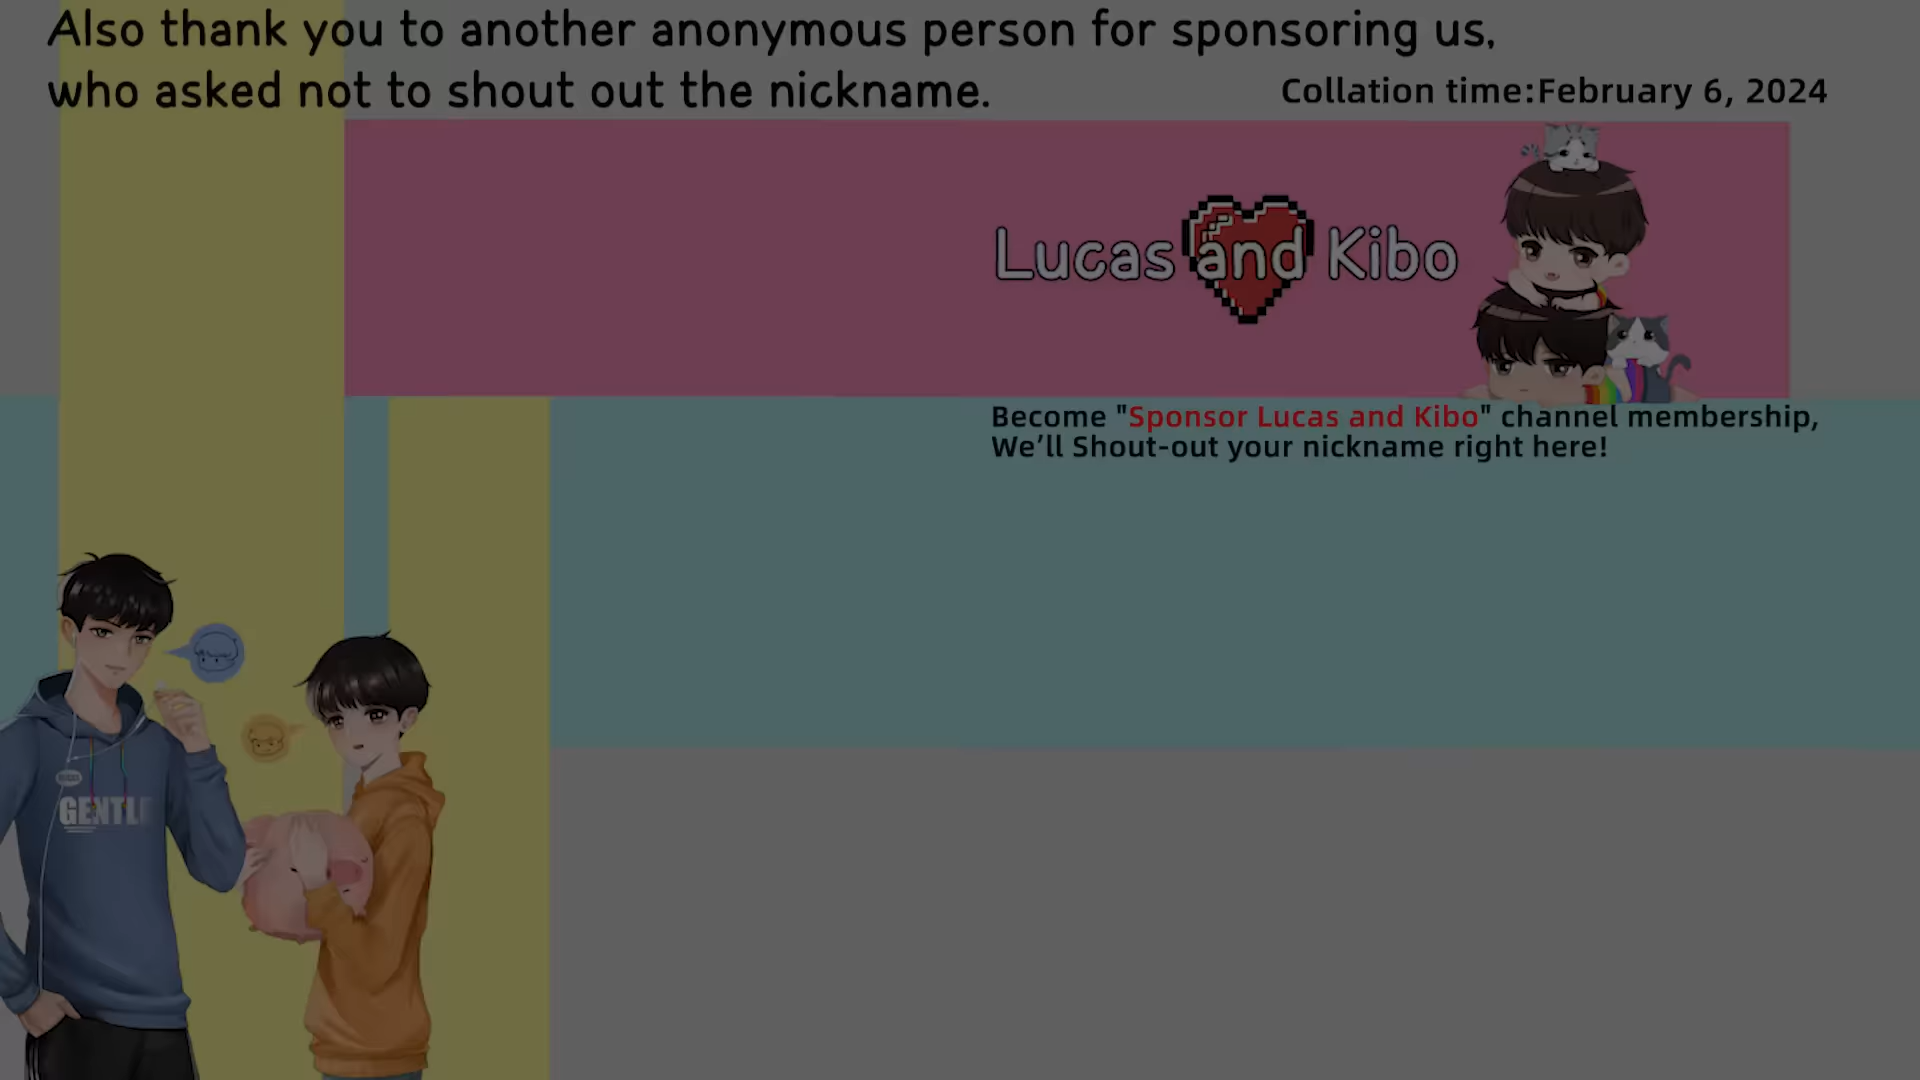 Also thank you to another anonymous person for sponsoring us,
who asked not to shout out the nickname.
Collation time:February 6, 2024
Lucas and Kibo
Become "Sponsor Lucas and Kibo" channel membership,
We’ll Shout-out your nickname right here!
GENTLE